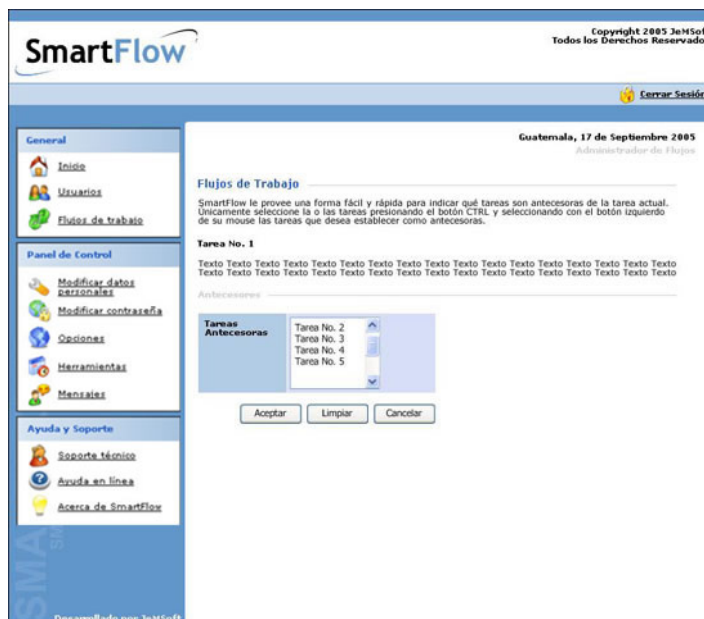 SmartFlow
Copyright 2005 JeMSof
Todos los Derechos Reservado
Cerrar Sesión
General
Inicio
Usuarios
Flujos de trabajo
Panel de Control
Modificar datos
personales
Modificar contraseña
Opciones
Herramientas
Mensajes
Ayuda y Soporte
Soporte técnico
Ayuda en línea
Acerca de SmartFlow
SMA
SM
Desarrollado por JeMSoft
Guatemala, 17 de Septiembre 2005
Administrador de Flujos
Flujos de Trabajo
SmartFlow le provee una forma fácil y rápida para indicar qué tareas son antecesoras de la tarea actual.
Únicamente seleccione la o las tareas presionando el botón CTRL y seleccionando con el botón izquierdo
de su mouse las tareas que desea establecer como antecesoras.
Tarea No. 1
Texto Texto Texto Texto Texto Texto Texto Texto Texto Texto Texto Texto Texto Texto Texto Texto Texto
Texto Texto Texto Texto Texto Texto Texto Texto Texto Texto Texto Texto Texto Texto Texto Texto Texto
Antecesores
Tareas
Antecesoras
Tarea No. 2
Tarea No. 3
Tarea No. 4
Tarea No. 5
Aceptar
Limpiar
Cancelar